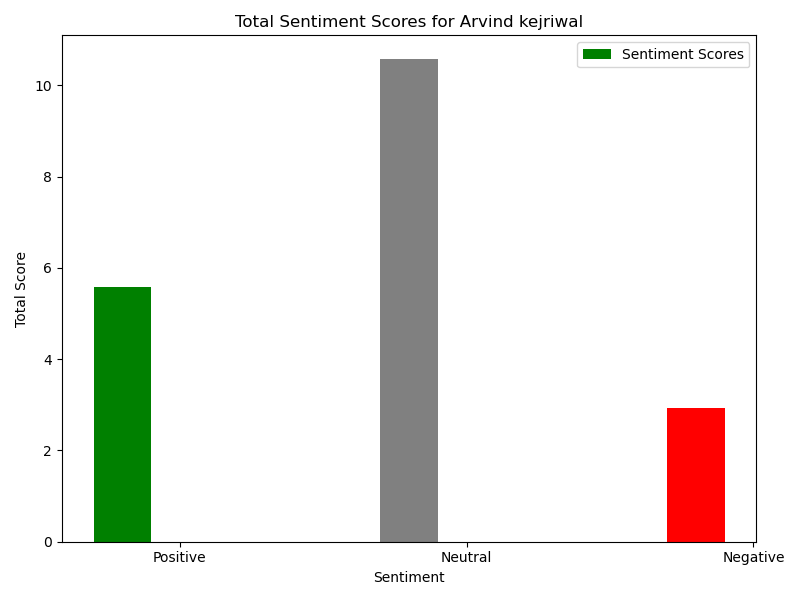 Total Sentiment Scores for Arvind kejriwal
Sentiment Scores
Total Score
10
8
6
4
2
0
Positive
Neutral
Negative
Sentiment